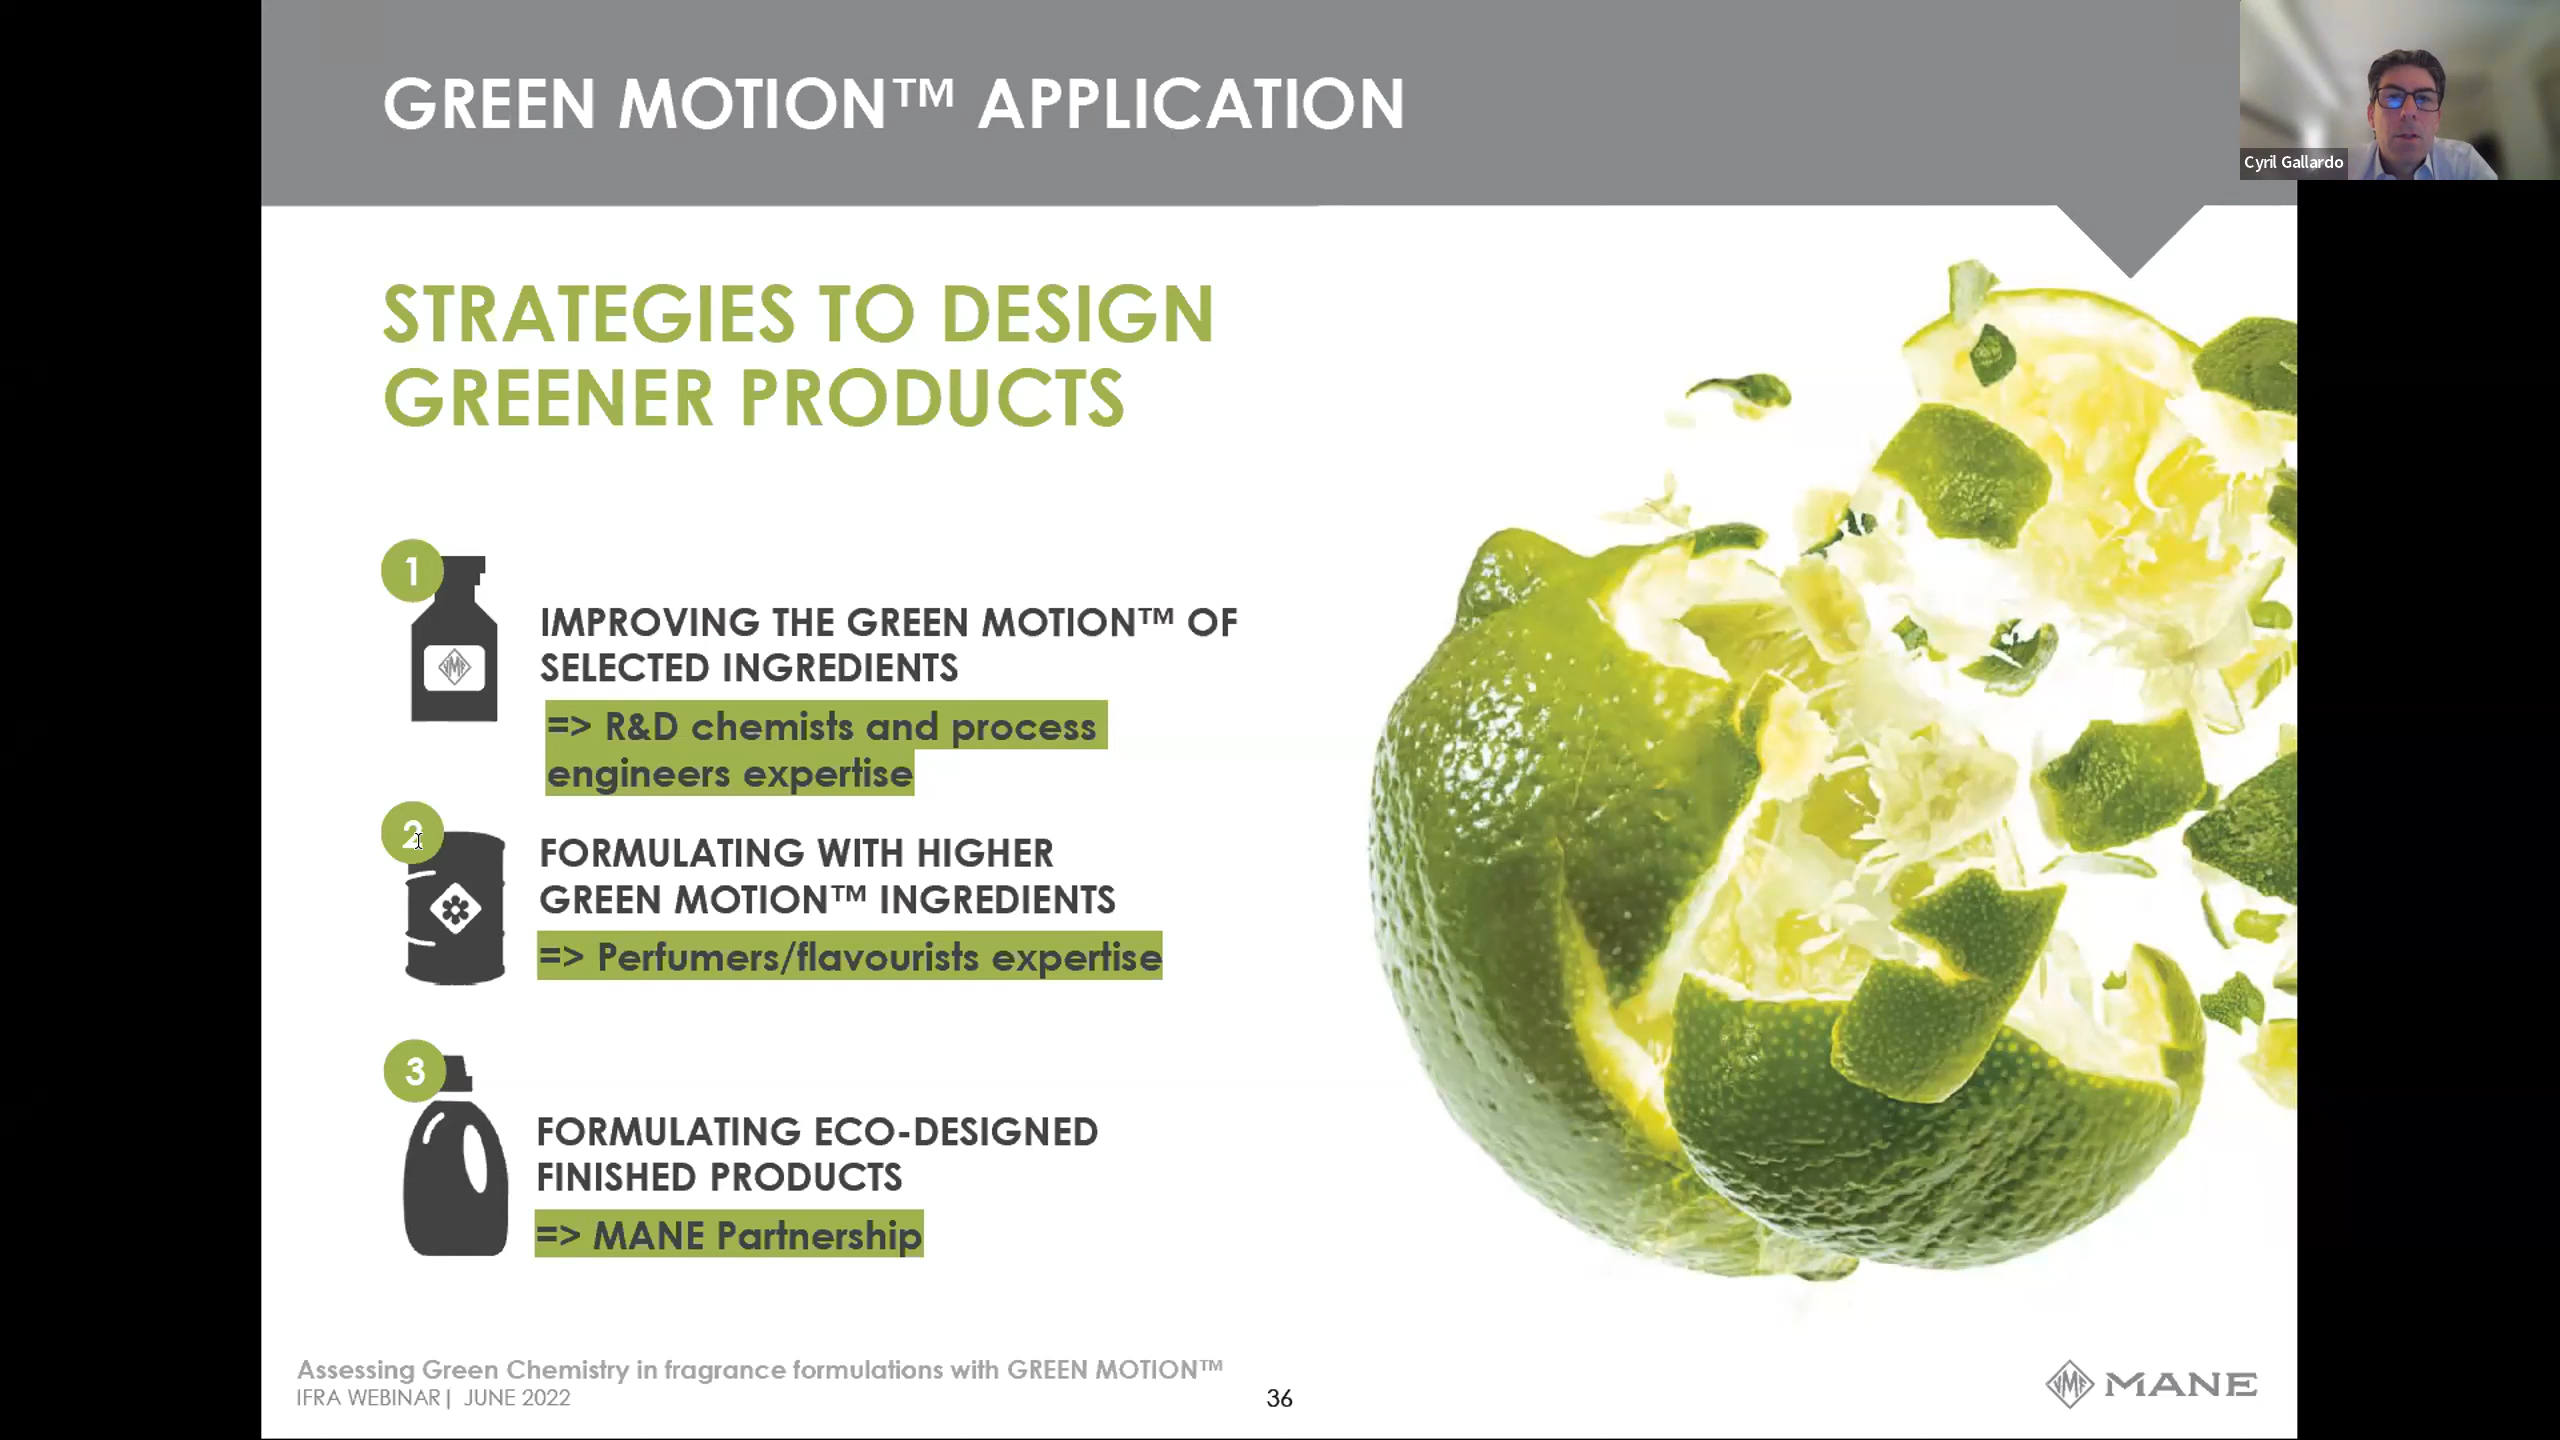 GREEN MOTION™ APPLICATION
Cyril Gallardo
STRATEGIES TO DESIGN
GREENER PRODUCTS
1
IMPROVING THE GREEN MOTION™ OF
SELECTED INGREDIENTS
=> R&D chemists and process
engineers expertise
2
FORMULATING WITH HIGHER
GREEN MOTION™ INGREDIENTS
=> Perfumers/flavourists expertise
3
FORMULATING ECO-DESIGNED
FINISHED PRODUCTS
=> MANE Partnership
Assessing Green Chemistry in fragrance formulations with GREEN MOTION™
IFRA WEBINAR | JUNE 2022
36
VMF MANE